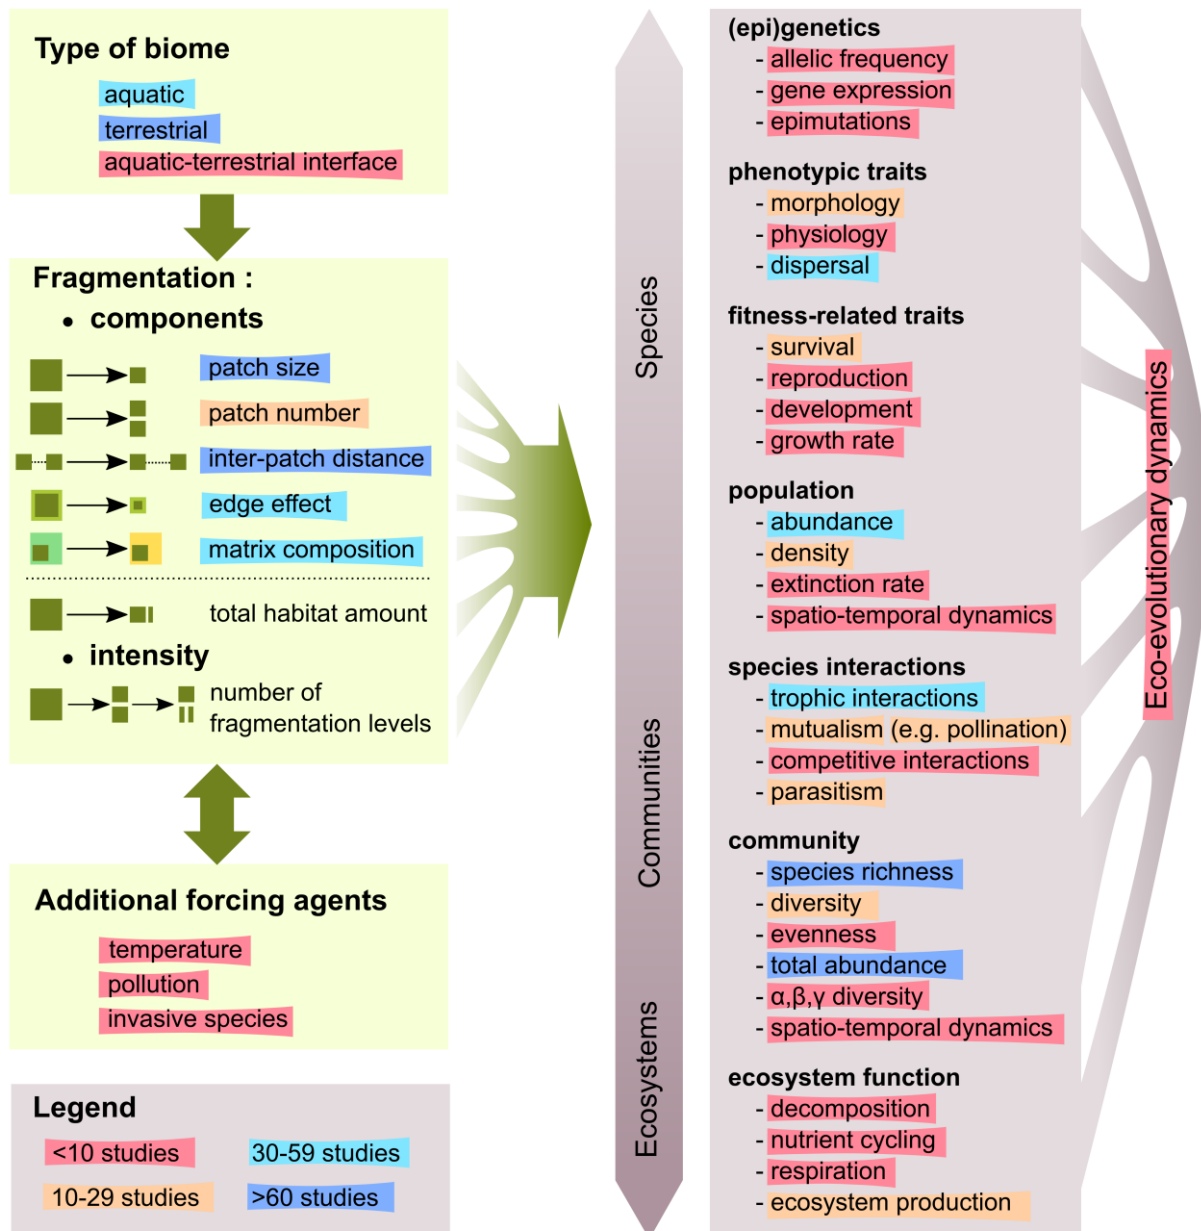 Type of biome
aquatic
terrestrial
aquatic-terrestrial interface
Fragmentation :
• components
patch size
patch number
inter-patch distance
edge effect
matrix composition
total habitat amount
• intensity
number of
fragmentation levels
Additional forcing agents
temperature
pollution
invasive species
Legend
<10 studies
30-59 studies
10-29 studies
>60 studies
Species
Communities
Ecosystems
(epi)genetics
- allelic frequency
- gene expression
- epimutations
phenotypic traits
- morphology
- physiology
- dispersal
fitness-related traits
- survival
- reproduction
- development
- growth rate
population
- abundance
- density
- extinction rate
- spatio-temporal dynamics
species interactions
- trophic interactions
- mutualism (e.g. pollination)
- competitive interactions
- parasitism
community
- species richness
- diversity
- evenness
- total abundance
- α,β,γ diversity
- spatio-temporal dynamics
ecosystem function
- decomposition
- nutrient cycling
- respiration
- ecosystem production
Eco-evolutionary dynamics